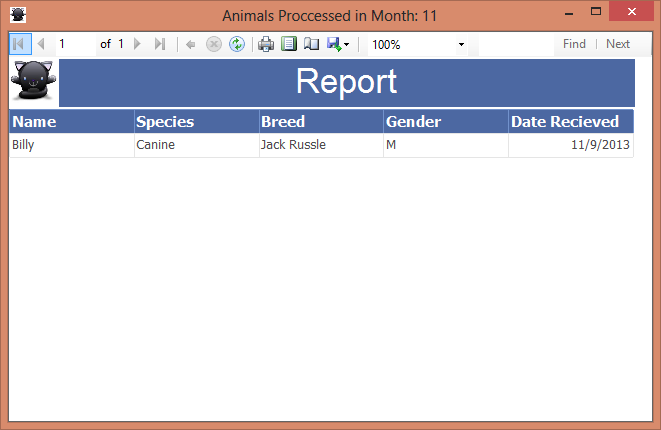 Animals Proccessed in Month: 11
1 of 1 100% Find | Next
Report
Name Species Breed Gender Date Recieved
Billy Canine Jack Russle M 11/9/2013